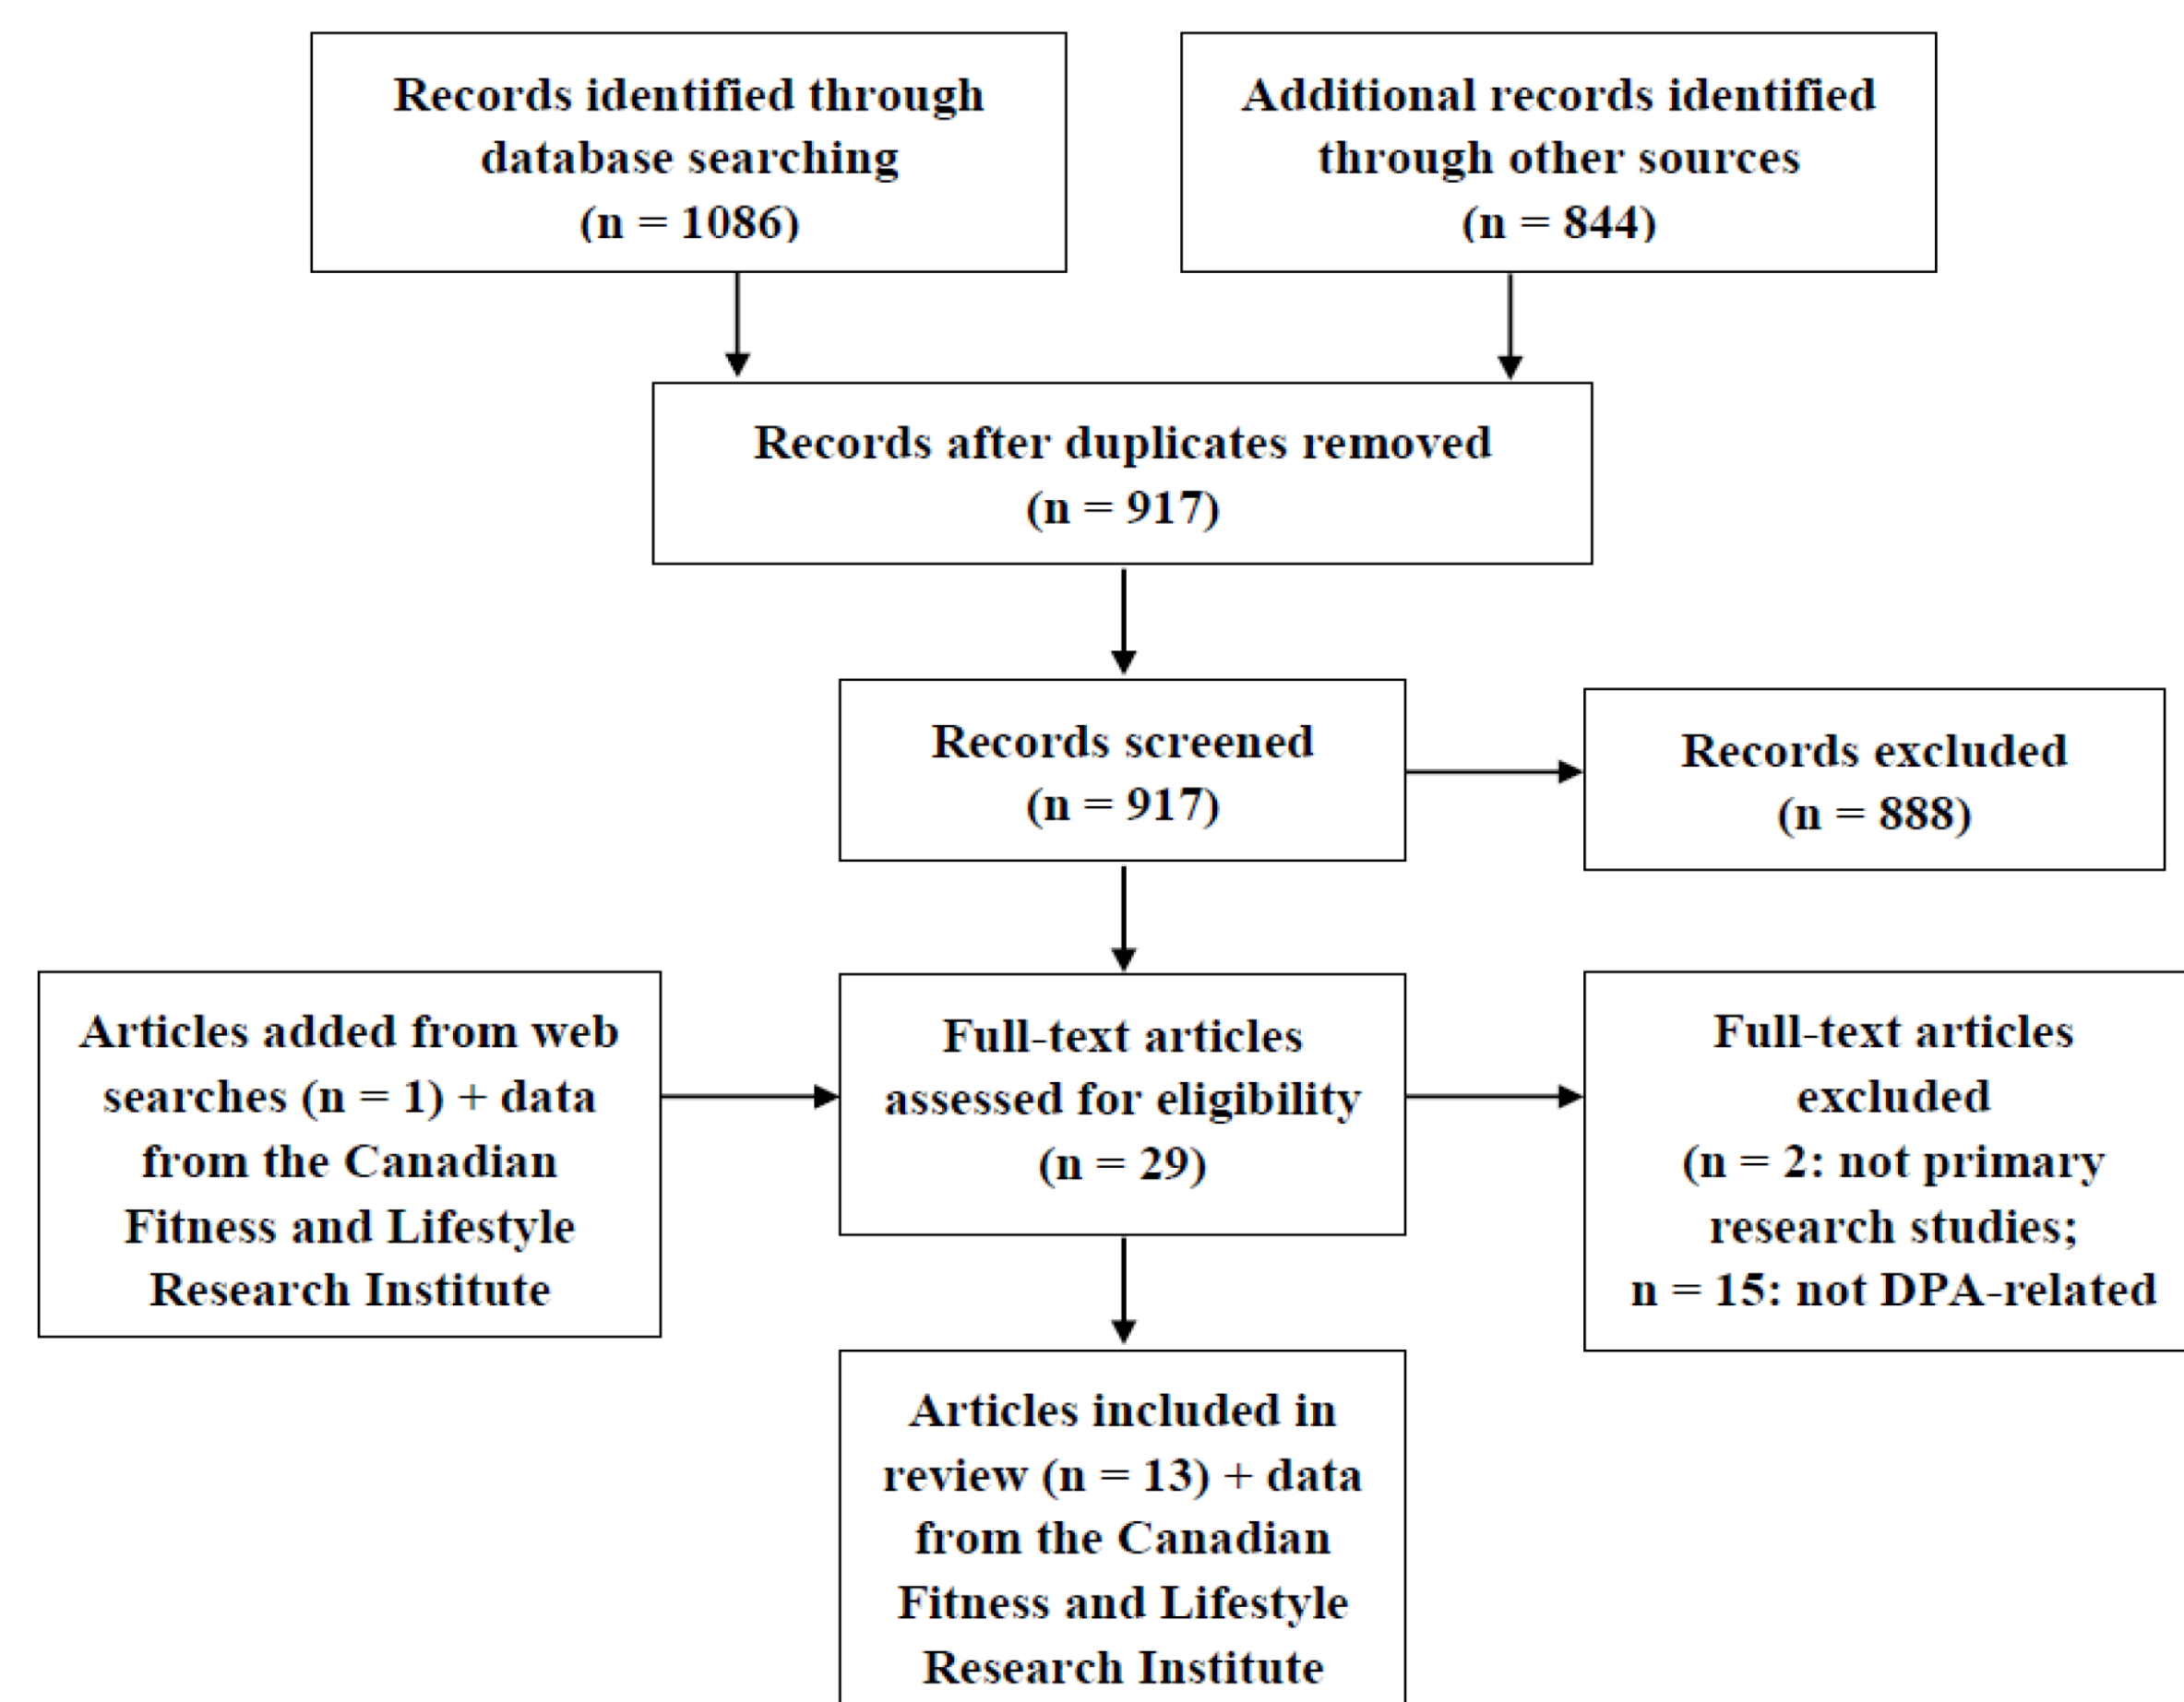 Records identified through
database searching
(n = 1086)
Additional records identified
through other sources
(n = 844)
Records after duplicates removed
(n = 917)
Records screened
(n = 917)
Records excluded
(n = 888)
Articles added from web
searches (n = 1) + data
from the Canadian
Fitness and Lifestyle
Research Institute
Full-text articles
assessed for eligibility
(n = 29)
Full-text articles
excluded
(n = 2: not primary
research studies;
n = 15: not DPA-related
Articles included in
review (n = 13) + data
from the Canadian
Fitness and Lifestyle
Research Institute